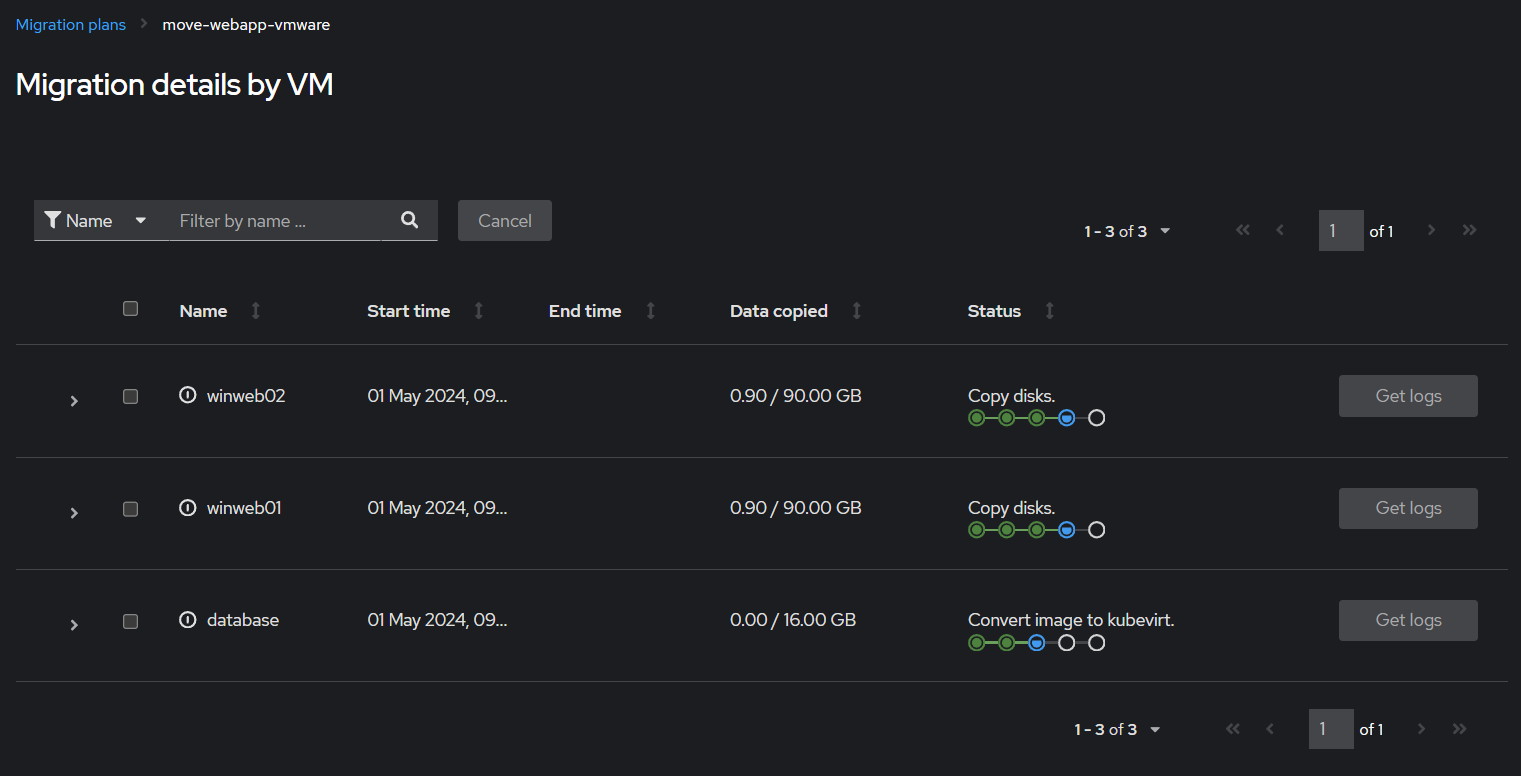 Migration plans > move-webapp-vmware
Migration details by VM
Name Filter by name ... Cancel
1 - 3 of 3 1 of 1
Name Start time End time Data copied Status
winweb02 01 May 2024, 09... 0.90 / 90.00 GB Copy disks. Get logs
winweb01 01 May 2024, 09... 0.90 / 90.00 GB Copy disks. Get logs
database 01 May 2024, 09... 0.00 / 16.00 GB Convert image to kubevirt. Get logs
1 - 3 of 3 1 of 1